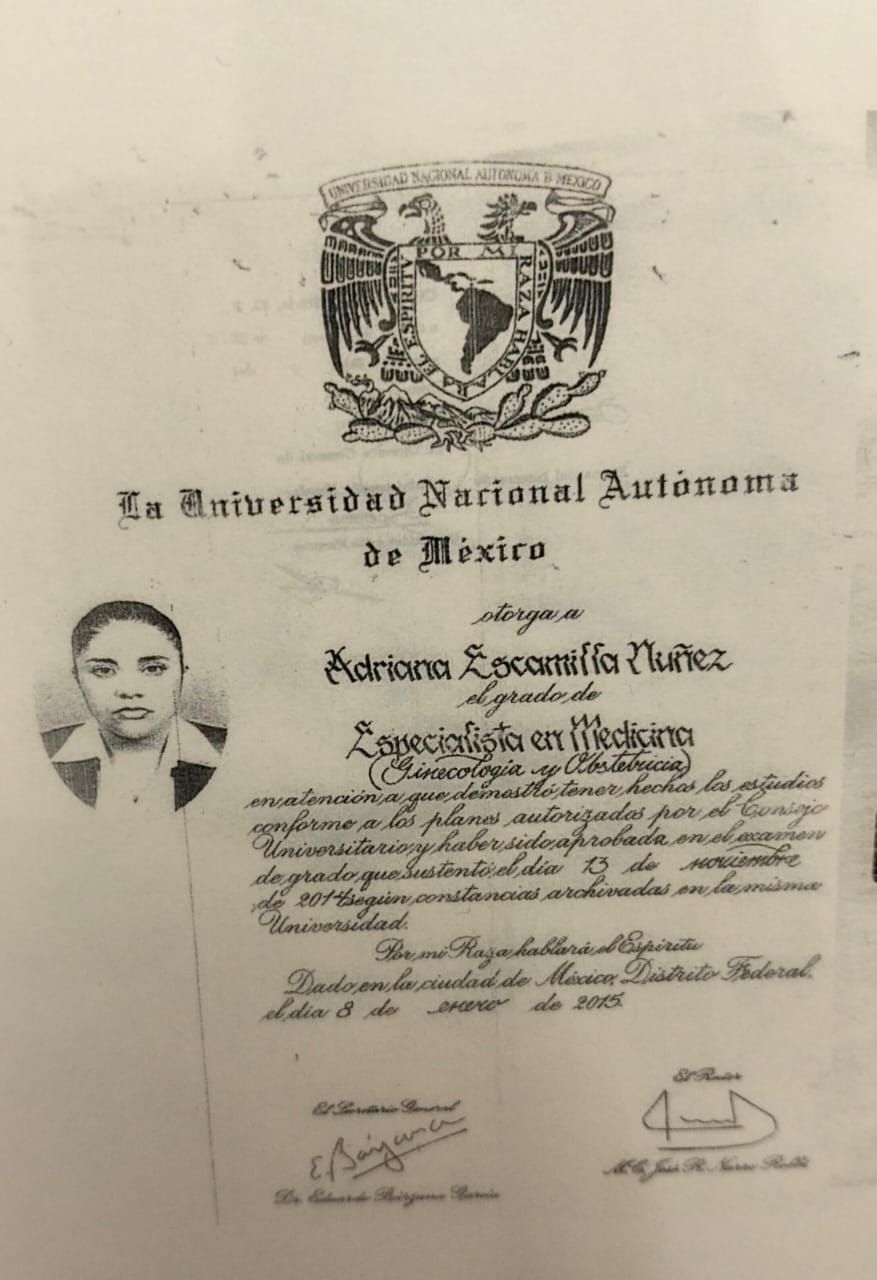 UNIVERSIDAD NACIONAL AUTONOMA D MEXICO
POR MI RAZA HABLARA EL ESPIRITU
La Universidad Nacional Autónoma
de México
otorga a
Adriana Escamilla Nuñez
el grado de
Especialista en Medicina
(Ginecología y Obstetricia)
en atención a que demostró tener hechos los estudios
conforme a los planes autorizados por el Consejo
Universitario y haber sido aprobada en el examen
de grado que sustentó el día 13 de noviembre
de 2014 según constancias archivadas en la misma
Universidad.
Por mi Raza hablará el Espíritu
Dado en la ciudad de México, Distrito Federal,
el día 8 de enero de 2015.
El Rector
El Secretario General
E. Bárzana
Dr. Eduardo Bárzana García
José R. Narro Robles